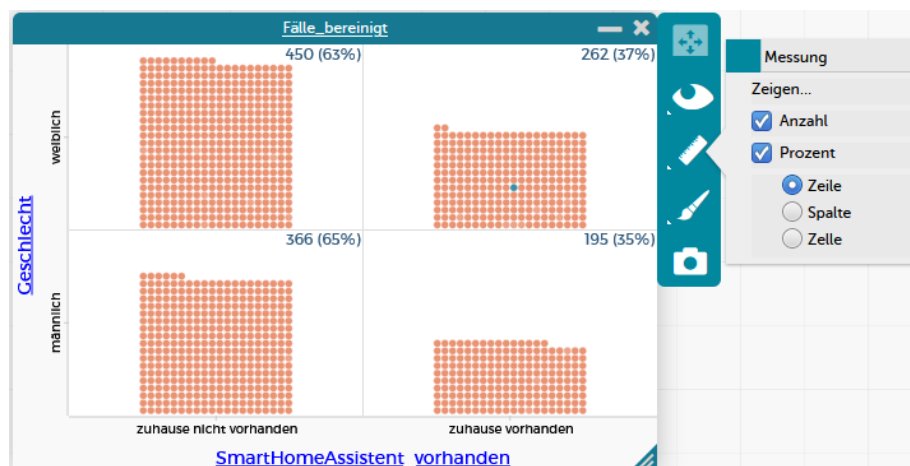 Fälle_bereinigt
450 (63%)
262 (37%)
weiblich
366 (65%)
195 (35%)
männlich
Geschlecht
zuhause nicht vorhanden
zuhause vorhanden
SmartHomeAssistent_vorhanden
Messung
Zeigen...
Anzahl
Prozent
Zeile
Spalte
Zelle